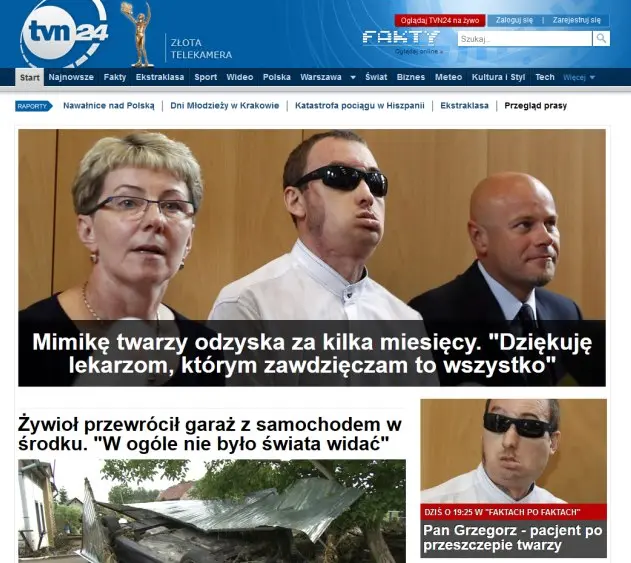 tvn24
ZŁOTA
TELEKAMERA
Oglądaj TVN24 na żywo
Zaloguj się | Zarejestruj się
FAKTY
Oglądaj online
Szukaj...
Start Najnowsze Fakty Ekstraklasa Sport Wideo Polska Warszawa Świat Biznes Meteo Kultura i Styl Tech Więcej
RAPORTY Nawałnice nad Polską | Dni Młodzieży w Krakowie | Katastrofa pociągu w Hiszpanii | Ekstraklasa | Przegląd prasy
Mimikę twarzy odzyska za kilka miesięcy. "Dziękuję
lekarzom, którym zawdzięczam to wszystko"
Żywioł przewrócił garaż z samochodem w
środku. "W ogóle nie było świata widać"
DZIŚ O 19:25 W "FAKTACH PO FAKTACH"
Pan Grzegorz - pacjent po
przeszczepie twarzy